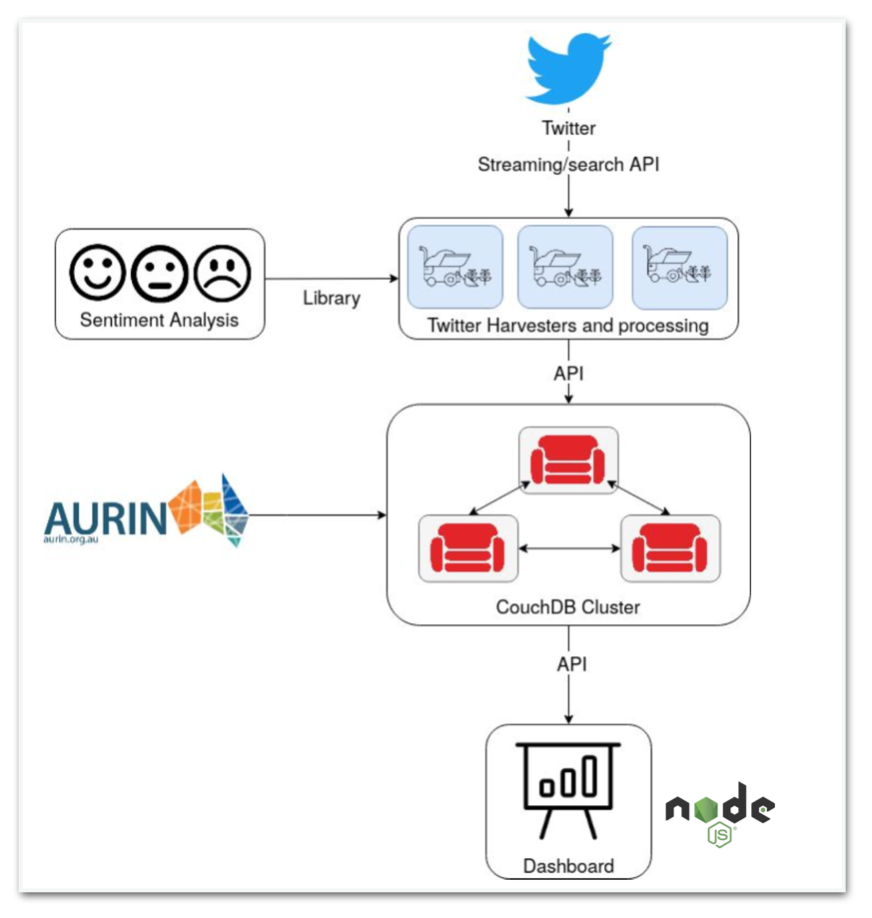 Twitter
Streaming/search API
Sentiment Analysis
Library
Twitter Harvesters and processing
API
AURIN
aurin.org.au
CouchDB Cluster
API
node
JS
Dashboard